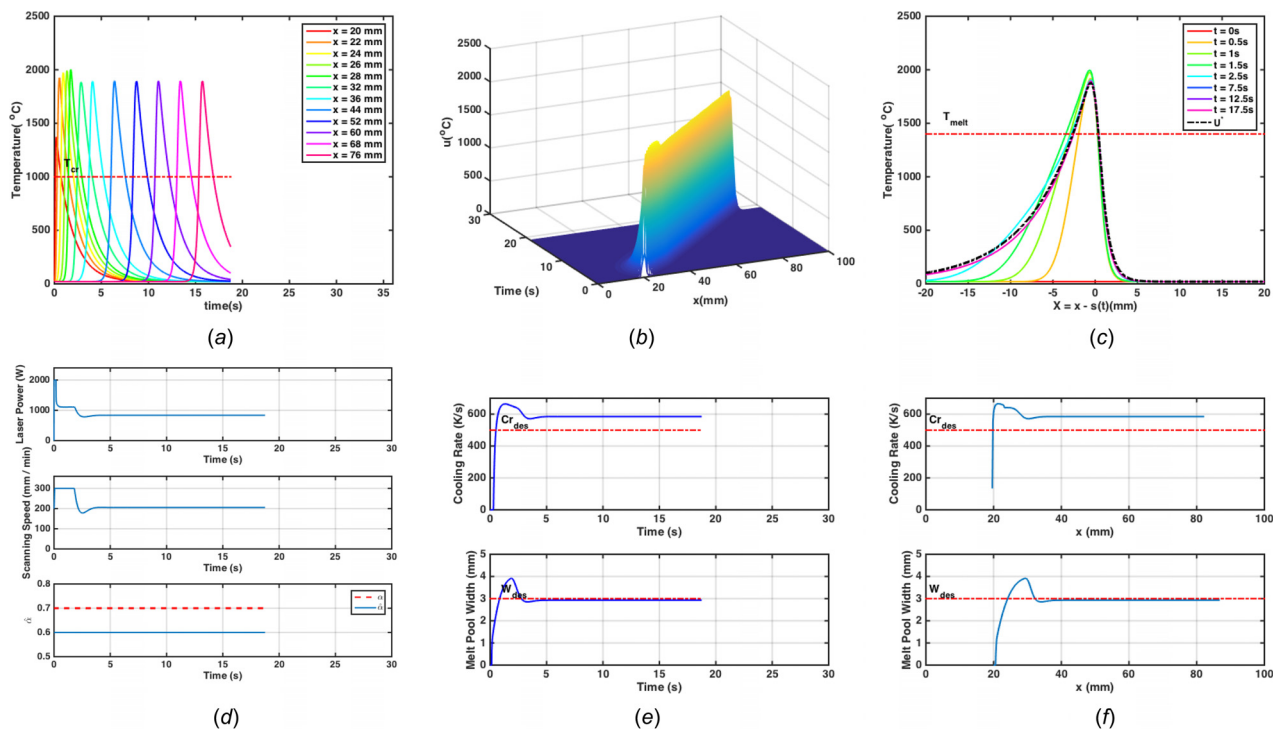 2500
2000
1500
1000
500
0
Temperature( °C)
T_cr
x = 20 mm
x = 22 mm
x = 24 mm
x = 26 mm
x = 28 mm
x = 32 mm
x = 36 mm
x = 44 mm
x = 52 mm
x = 60 mm
x = 68 mm
x = 76 mm
0 5 10 15 20 25 30 35
time(s)
(a)
2500
2000
1500
1000
500
0
u(°C)
30
20
10
0
Time (s)
0 20 40 60 80 100
x(mm)
(b)
2500
2000
1500
1000
500
0
Temperature( °C)
T_melt
t = 0s
t = 0.5s
t = 1s
t = 1.5s
t = 2.5s
t = 7.5s
t = 12.5s
t = 17.5s
U*
-20 -15 -10 -5 0 5 10 15 20
X = x - s(t)(mm)
(c)
Laser Power (W)
2000
1000
0
0 5 10 15 20 25 30
Time (s)
Scanning Speed (mm / min)
300
200
100
0
0 5 10 15 20 25 30
Time (s)
α̂
0.8
0.7
0.6
0.5
α
α̂
0 5 10 15 20 25 30
Time (s)
(d)
Cooling Rate (K/s)
600
400
200
0
Cr_des
0 5 10 15 20 25 30
Time (s)
Melt Pool Width (mm)
5
4
3
2
1
0
W_des
0 5 10 15 20 25 30
Time (s)
(e)
Cooling Rate (K/s)
600
400
200
0
Cr_des
0 20 40 60 80 100
x (mm)
Melt Pool Width (mm)
5
4
3
2
1
0
W_des
0 20 40 60 80 100
x (mm)
(f)